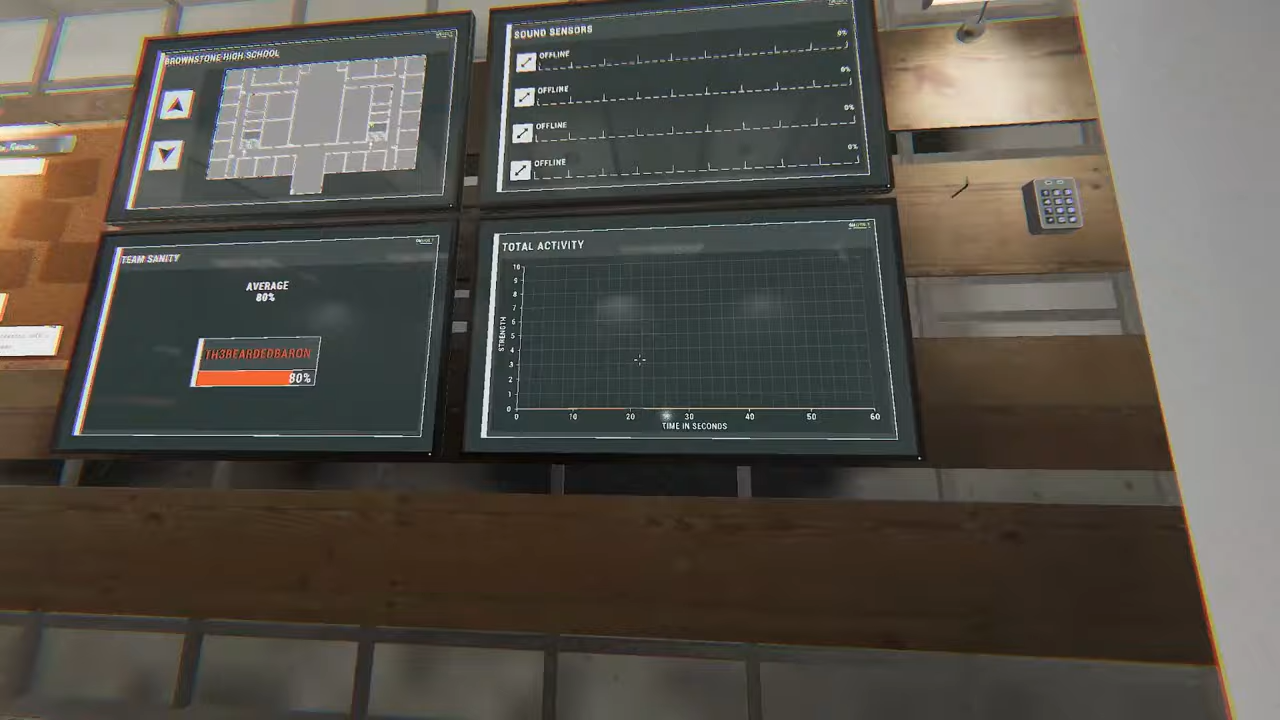 BROWNSTONE HIGH SCHOOL
SOUND SENSORS
OFFLINE
0%
OFFLINE
0%
OFFLINE
0%
OFFLINE
0%
TEAM SANITY
AVERAGE
80%
TH3BEARDEDBARON
80%
TOTAL ACTIVITY
STRENGTH
10
9
8
7
6
5
4
3
2
1
0
0 10 20 30 40 50 60
TIME IN SECONDS